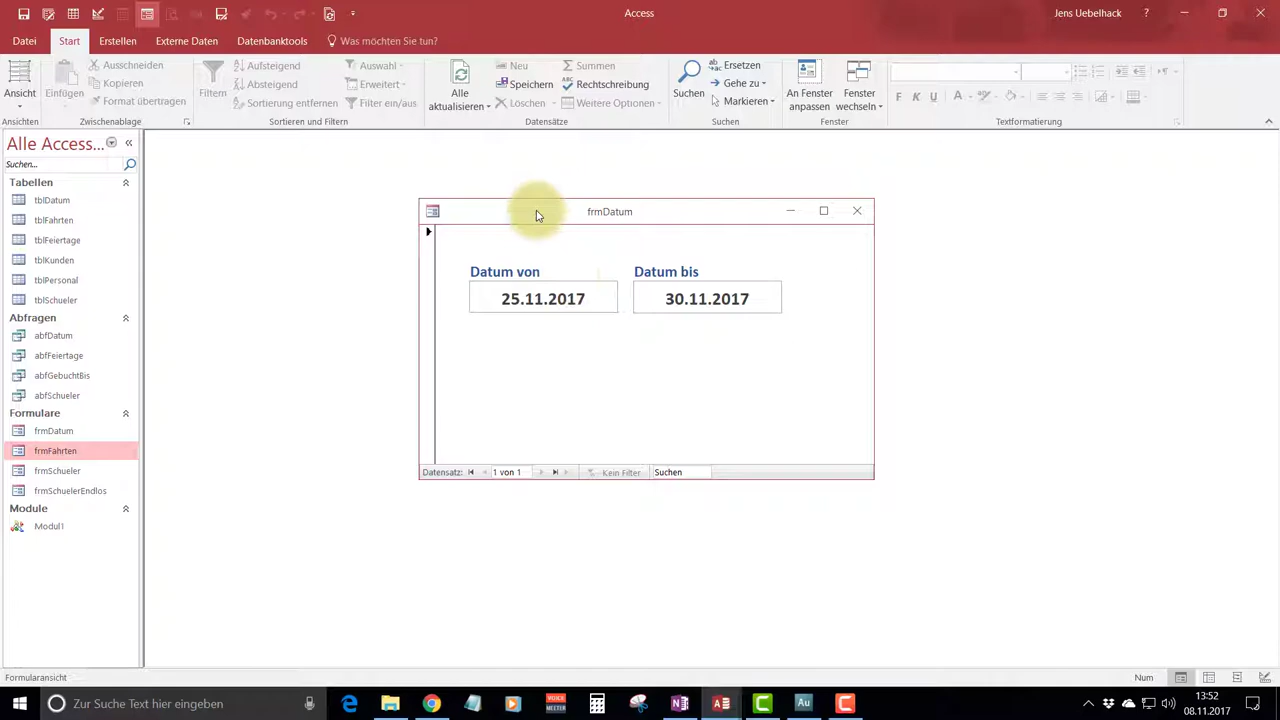 Access
Jens Uebelhack
?
Datei Start Erstellen Externe Daten Datenbanktools Was möchten Sie tun?
Ansicht
Ansichten
Einfügen
Ausschneiden
Kopieren
Format übertragen
Zwischenablage
Filtern
Aufsteigend
Absteigend
Sortierung entfernen
Auswahl
Erweitert
Filter ein/aus
Sortieren und Filtern
Alle aktualisieren
Neu
Speichern
Löschen
Summen
Rechtschreibung
Weitere Optionen
Datensätze
Suchen
Ersetzen
Gehe zu
Markieren
Suchen
An Fenster anpassen
Fenster wechseln
Fenster
F K U
A
Textformatierung
Alle Access...
Suchen...
Tabellen
tblDatum
tblFahrten
tblFeiertage
tblKunden
tblPersonal
tblSchueler
Abfragen
abfDatum
abfFeiertage
abfGebuchtBis
abfSchueler
Formulare
frmDatum
frmFahrten
frmSchueler
frmSchuelerEndlos
Module
Modul1
frmDatum
Datum von Datum bis
25.11.2017 30.11.2017
Datensatz: 1 von 1 Kein Filter Suchen
Formularansicht
Num
Zur Suche Text hier eingeben
VOICE MEETER
Au
13:52
08.11.2017